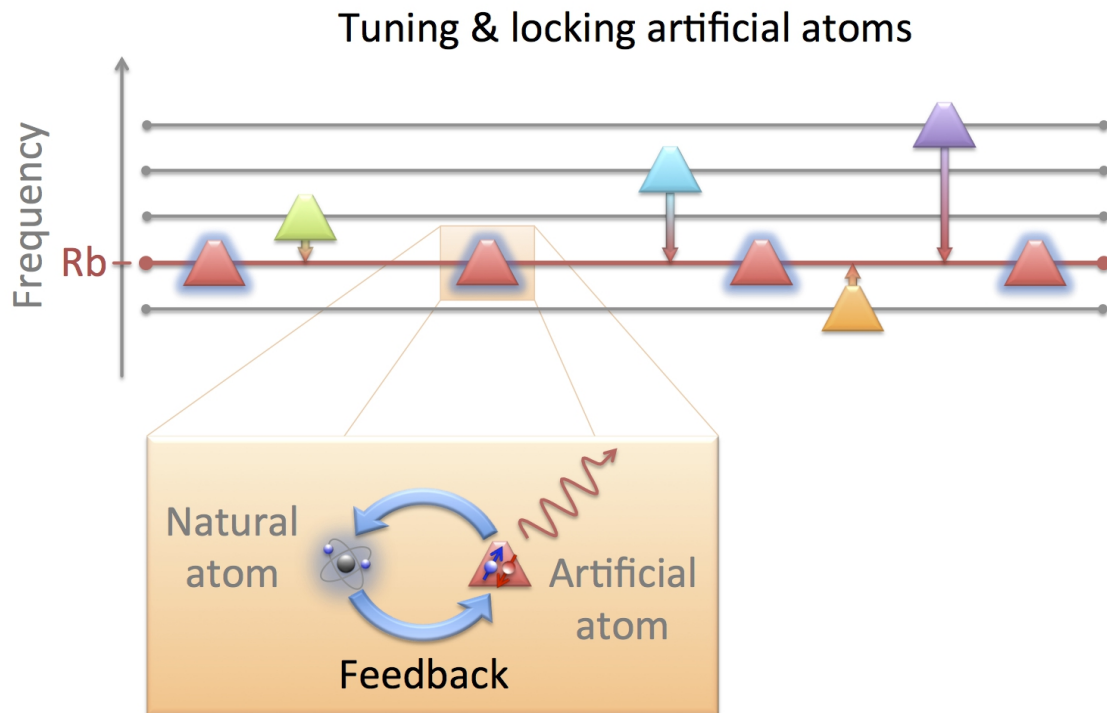 Tuning & locking artificial atoms
Frequency
Rb
Natural
atom
Artificial
atom
Feedback